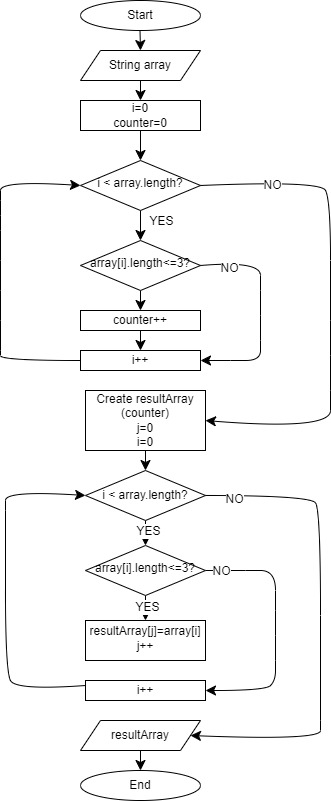 Start
String array
i=0
counter=0
i < array.length?
NO
YES
array[i].length<=3?
NO
counter++
i++
Create resultArray
(counter)
j=0
i=0
i < array.length?
NO
YES
array[i].length<=3?
NO
YES
resultArray[j]=array[i]
j++
i++
resultArray
End